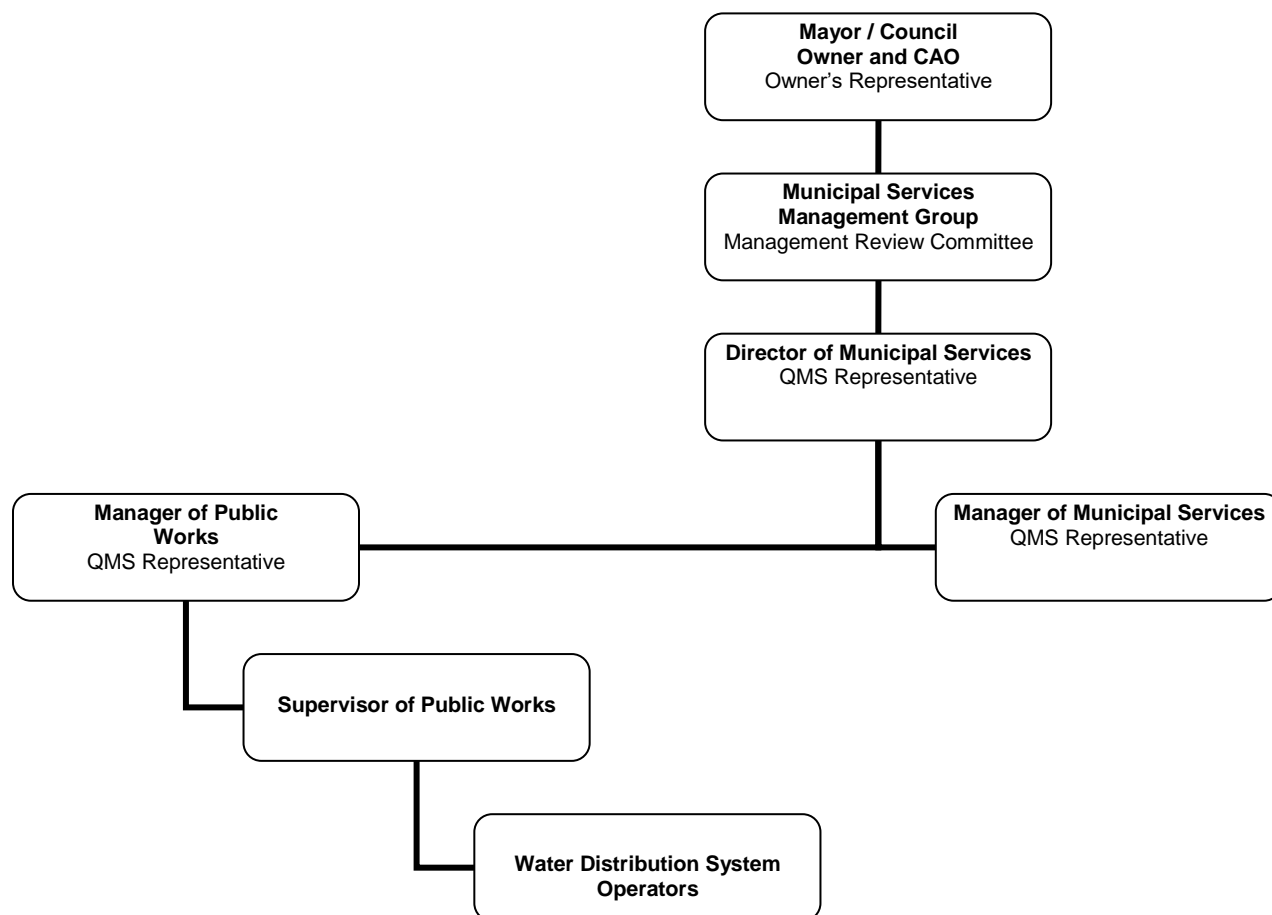 Mayor / Council
Owner and CAO
Owner’s Representative
Municipal Services
Management Group
Management Review Committee
Director of Municipal Services
QMS Representative
Manager of Public
Works
QMS Representative
Manager of Municipal Services
QMS Representative
Supervisor of Public Works
Water Distribution System
Operators